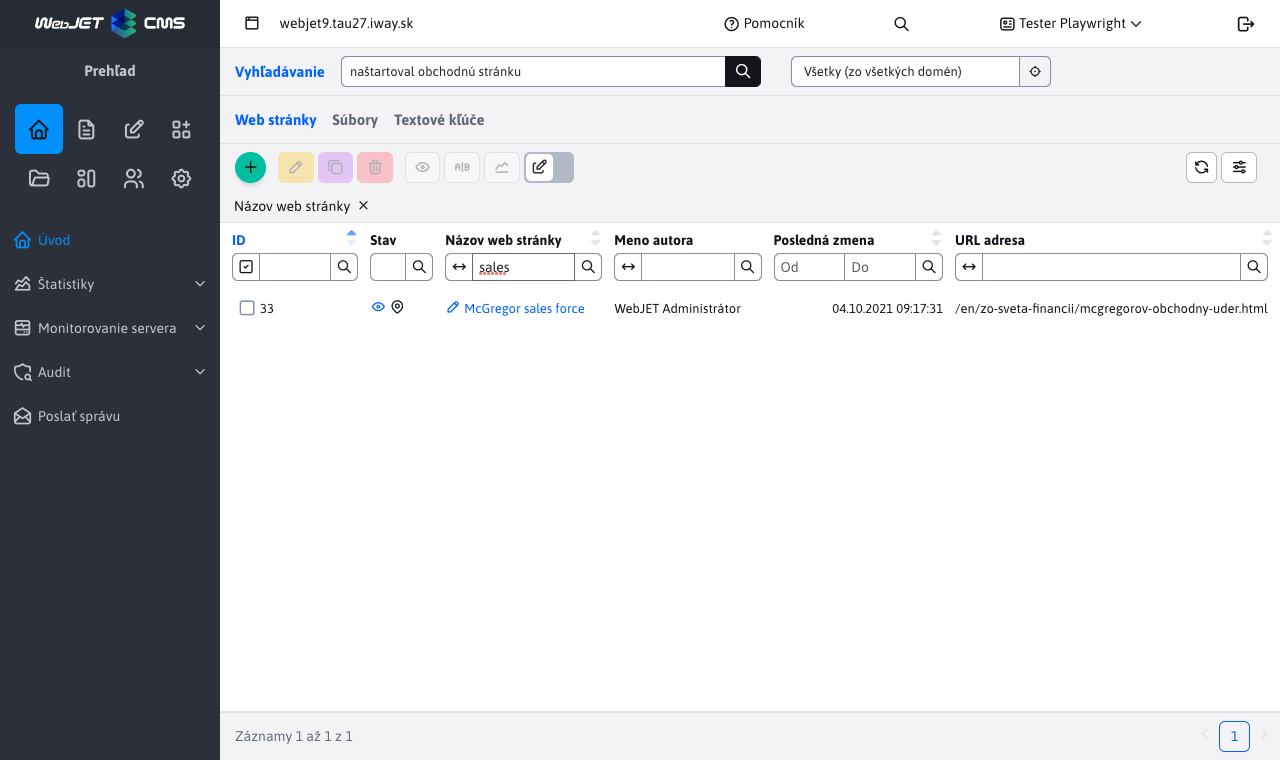 WebJET CMS
webjet9.tau27.iway.sk
Pomocník
Tester Playwright
Prehľad
Vyhľadávanie
naštartoval obchodnú stránku
Všetky (zo všetkých domén)
Web stránky
Súbory
Textové kľúče
A|B
Názov web stránky ×
Úvod
Štatistiky
Monitorovanie servera
Audit
Poslať správu
ID
Stav
Názov web stránky
Meno autora
Posledná zmena
URL adresa
sales
Od
Do
33
McGregor sales force
WebJET Administrátor
04.10.2021 09:17:31
/en/zo-sveta-financii/mcgregorov-obchodny-uder.html
Záznamy 1 až 1 z 1
1